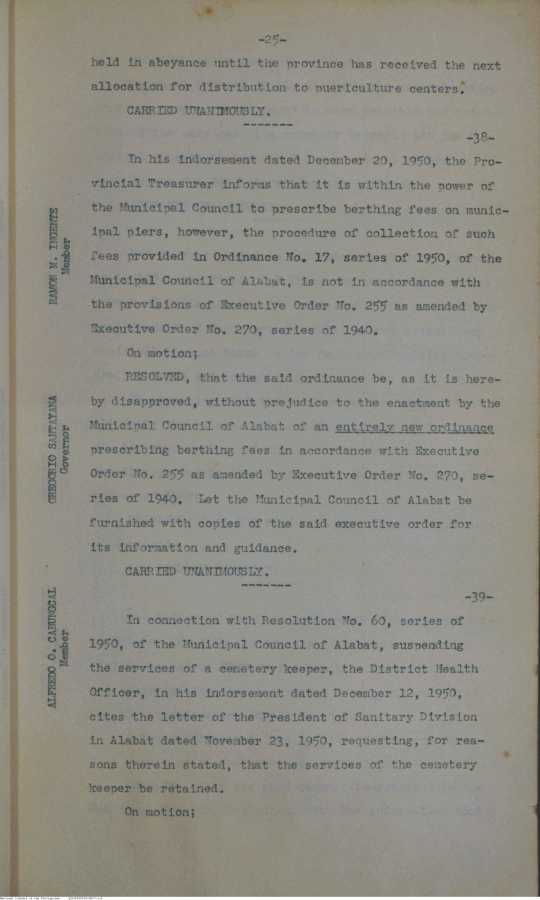 -25-
held in abeyance until the province has received the next
allocation for distribution to puericulture centers.
CARRIED UNANIMOUSLY.
-------
-38-
In his indorsement dated December 20, 1950, the Pro-
vincial Treasurer informs that it is within the power of
the Municipal Council to prescribe berthing fees on munic-
ipal piers, however, the procedure of collection of such
fees provided in Ordinance No. 17, series of 1950, of the
Municipal Council of Alabat, is not in accordance with
the provisions of Executive Order No. 255 as amended by
Executive Order No. 270, series of 1940.
On motion;
RESOLVED, that the said ordinance be, as it is here-
by disapproved, without prejudice to the enactment by the
Municipal Council of Alabat of an entirely new ordinance
prescribing berthing fees in accordance with Executive
Order No. 255 as amended by Executive Order No. 270, se-
ries of 1940. Let the Municipal Council of Alabat be
furnished with copies of the said executive order for
its information and guidance.
CARRIED UNANIMOUSLY.
-------
-39-
In connection with Resolution No. 60, series of
1950, of the Municipal Council of Alabat, suspending
the services of a cemetery keeper, the District Health
Officer, in his indorsement dated December 12, 1950,
cites the letter of the President of Sanitary Division
in Alabat dated November 23, 1950, requesting, for rea-
sons therein stated, that the services of the cemetery
keeper be retained.
On motion;
RAMON M. INGENTE
Member
GREGORIO SANTAYANA
Governor
ALFREDO O. CABUNGCAL
Member
National Library of the Philippines